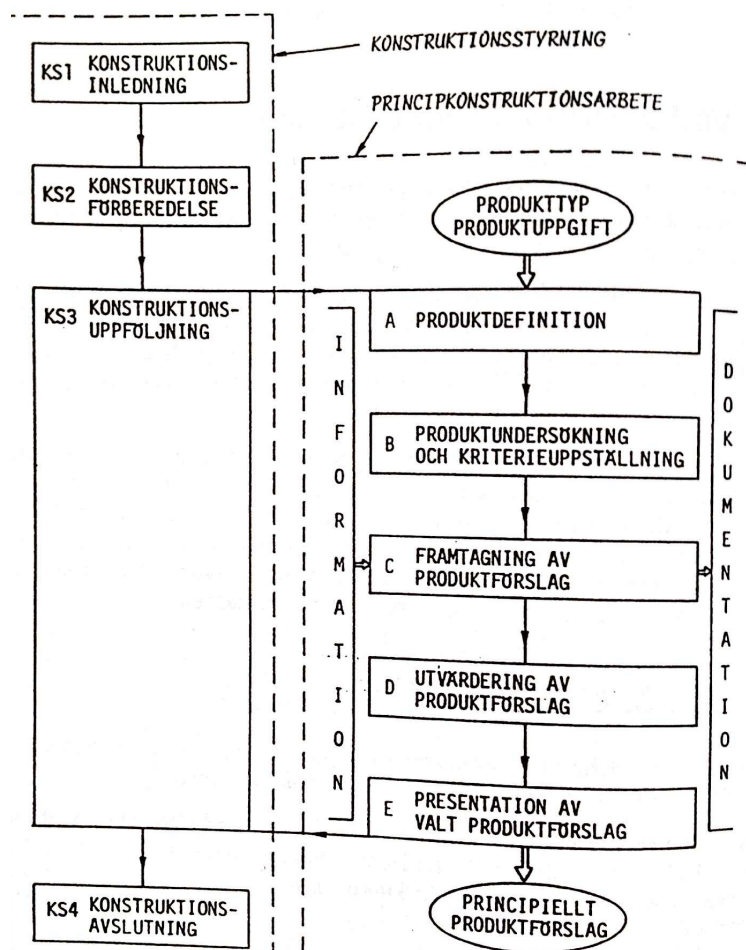 KONSTRUKTIONSSTYRNING
KS1 KONSTRUKTIONS-
INLEDNING
PRINCIPKONSTRUKTIONSARBETE
KS2 KONSTRUKTIONS-
FÖRBEREDELSE
PRODUKTTYP
PRODUKTUPPGIFT
KS3 KONSTRUKTIONS-
UPPFÖLJNING
INFORMATION
A PRODUKTDEFINITION
B PRODUKTUNDERSÖKNING
OCH KRITERIEUPPSTÄLLNING
C FRAMTAGNING AV
PRODUKTFÖRSLAG
D UTVÄRDERING AV
PRODUKTFÖRSLAG
E PRESENTATION AV
VALT PRODUKTFÖRSLAG
DOKUMENTATION
KS4 KONSTRUKTIONS-
AVSLUTNING
PRINCIPIELLT
PRODUKTFÖRSLAG